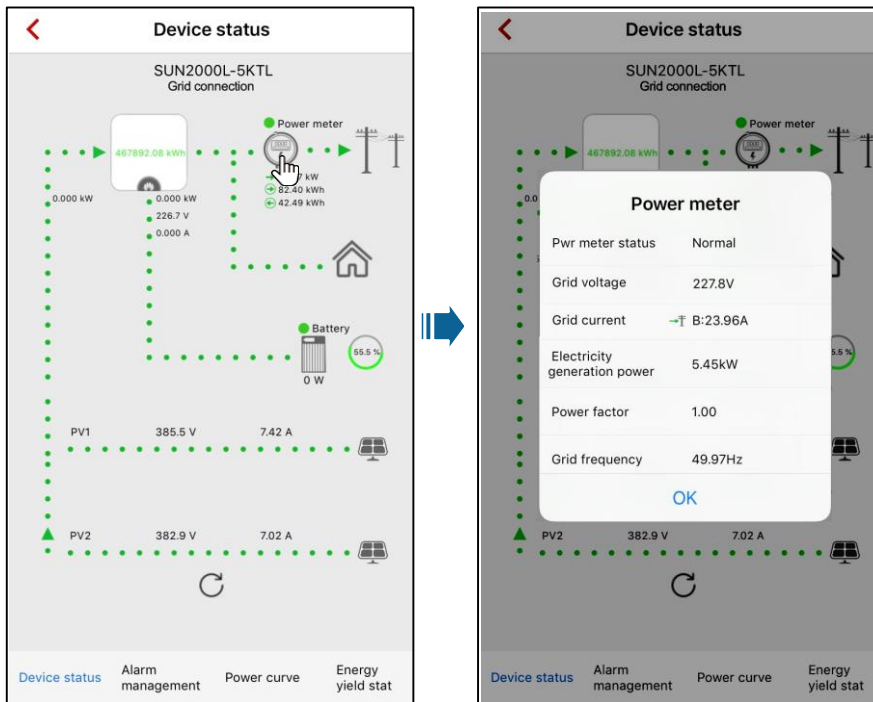 Device status
SUN2000L-5KTL
Grid connection
Power meter
467892.08 kWh
7 kW
82.40 kWh
42.49 kWh
0.000 kW
0.000 kW
226.7 V
0.000 A
Battery
55.5 %
0 W
PV1 385.5 V 7.42 A
PV2 382.9 V 7.02 A
Device status
Alarm
management
Power curve
Energy
yield stat
Device status
SUN2000L-5KTL
Grid connection
Power meter
467892.08 kWh
0.0
5.5 %
Power meter
Pwr meter status Normal
Grid voltage 227.8V
Grid current B:23.96A
Electricity
generation power 5.45kW
Power factor 1.00
Grid frequency 49.97Hz
OK
PV2 382.9 V 7.02 A
Device status
Alarm
management
Power curve
Energy
yield stat